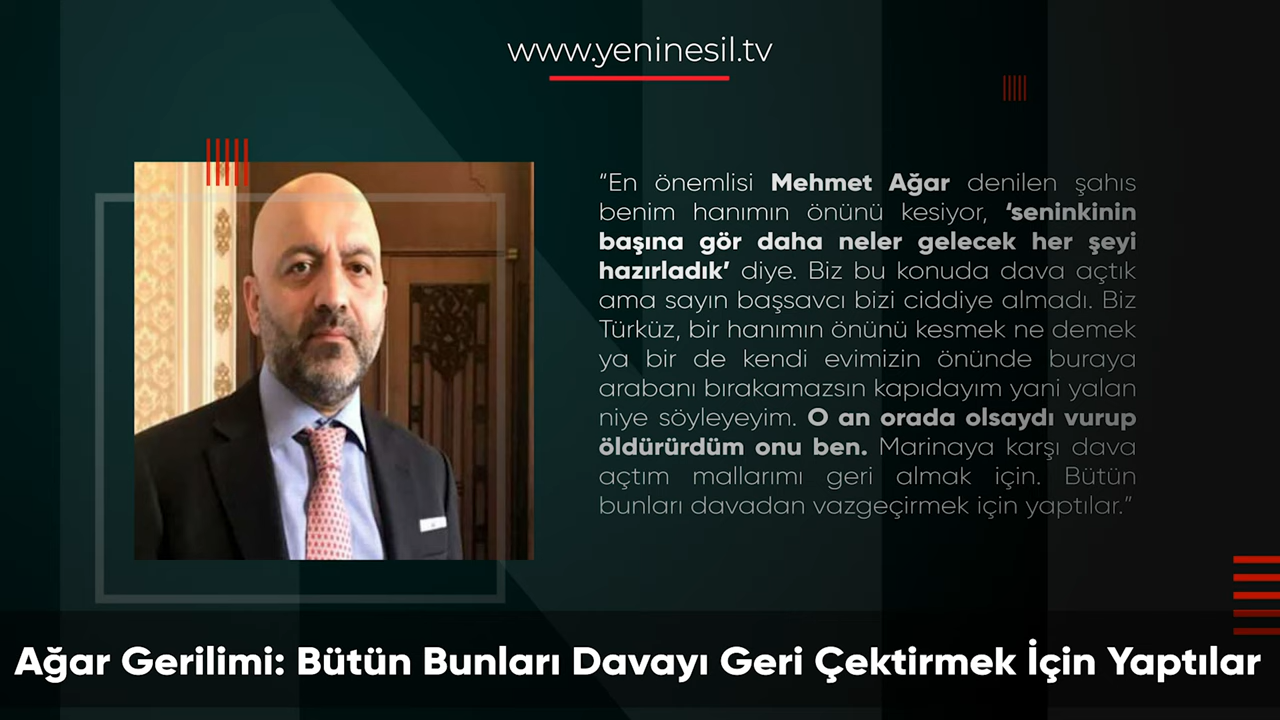 www.yeninesil.tv
“En önemlisi Mehmet Ağar denilen şahıs
benim hanımın önünü kesiyor, ‘seninkinin
başına gör daha neler gelecek her şeyi
hazırladık’ diye. Biz bu konuda dava açtık
ama sayın başsavcı bizi ciddiye almadı. Biz
Türküz, bir hanımın önünü kesmek ne demek
ya bir de kendi evimizin önünde buraya
arabanı bırakamazsın kapıdayım yani yalan
niye söyleyeyim. O an orada olsaydı vurup
öldürürdüm onu ben. Marinaya karşı dava
açtım mallarımı geri almak için. Bütün
bunları davadan vazgeçirmek için yaptılar.”
Ağar Gerilimi: Bütün Bunları Davayı Geri Çektirmek İçin Yaptılar